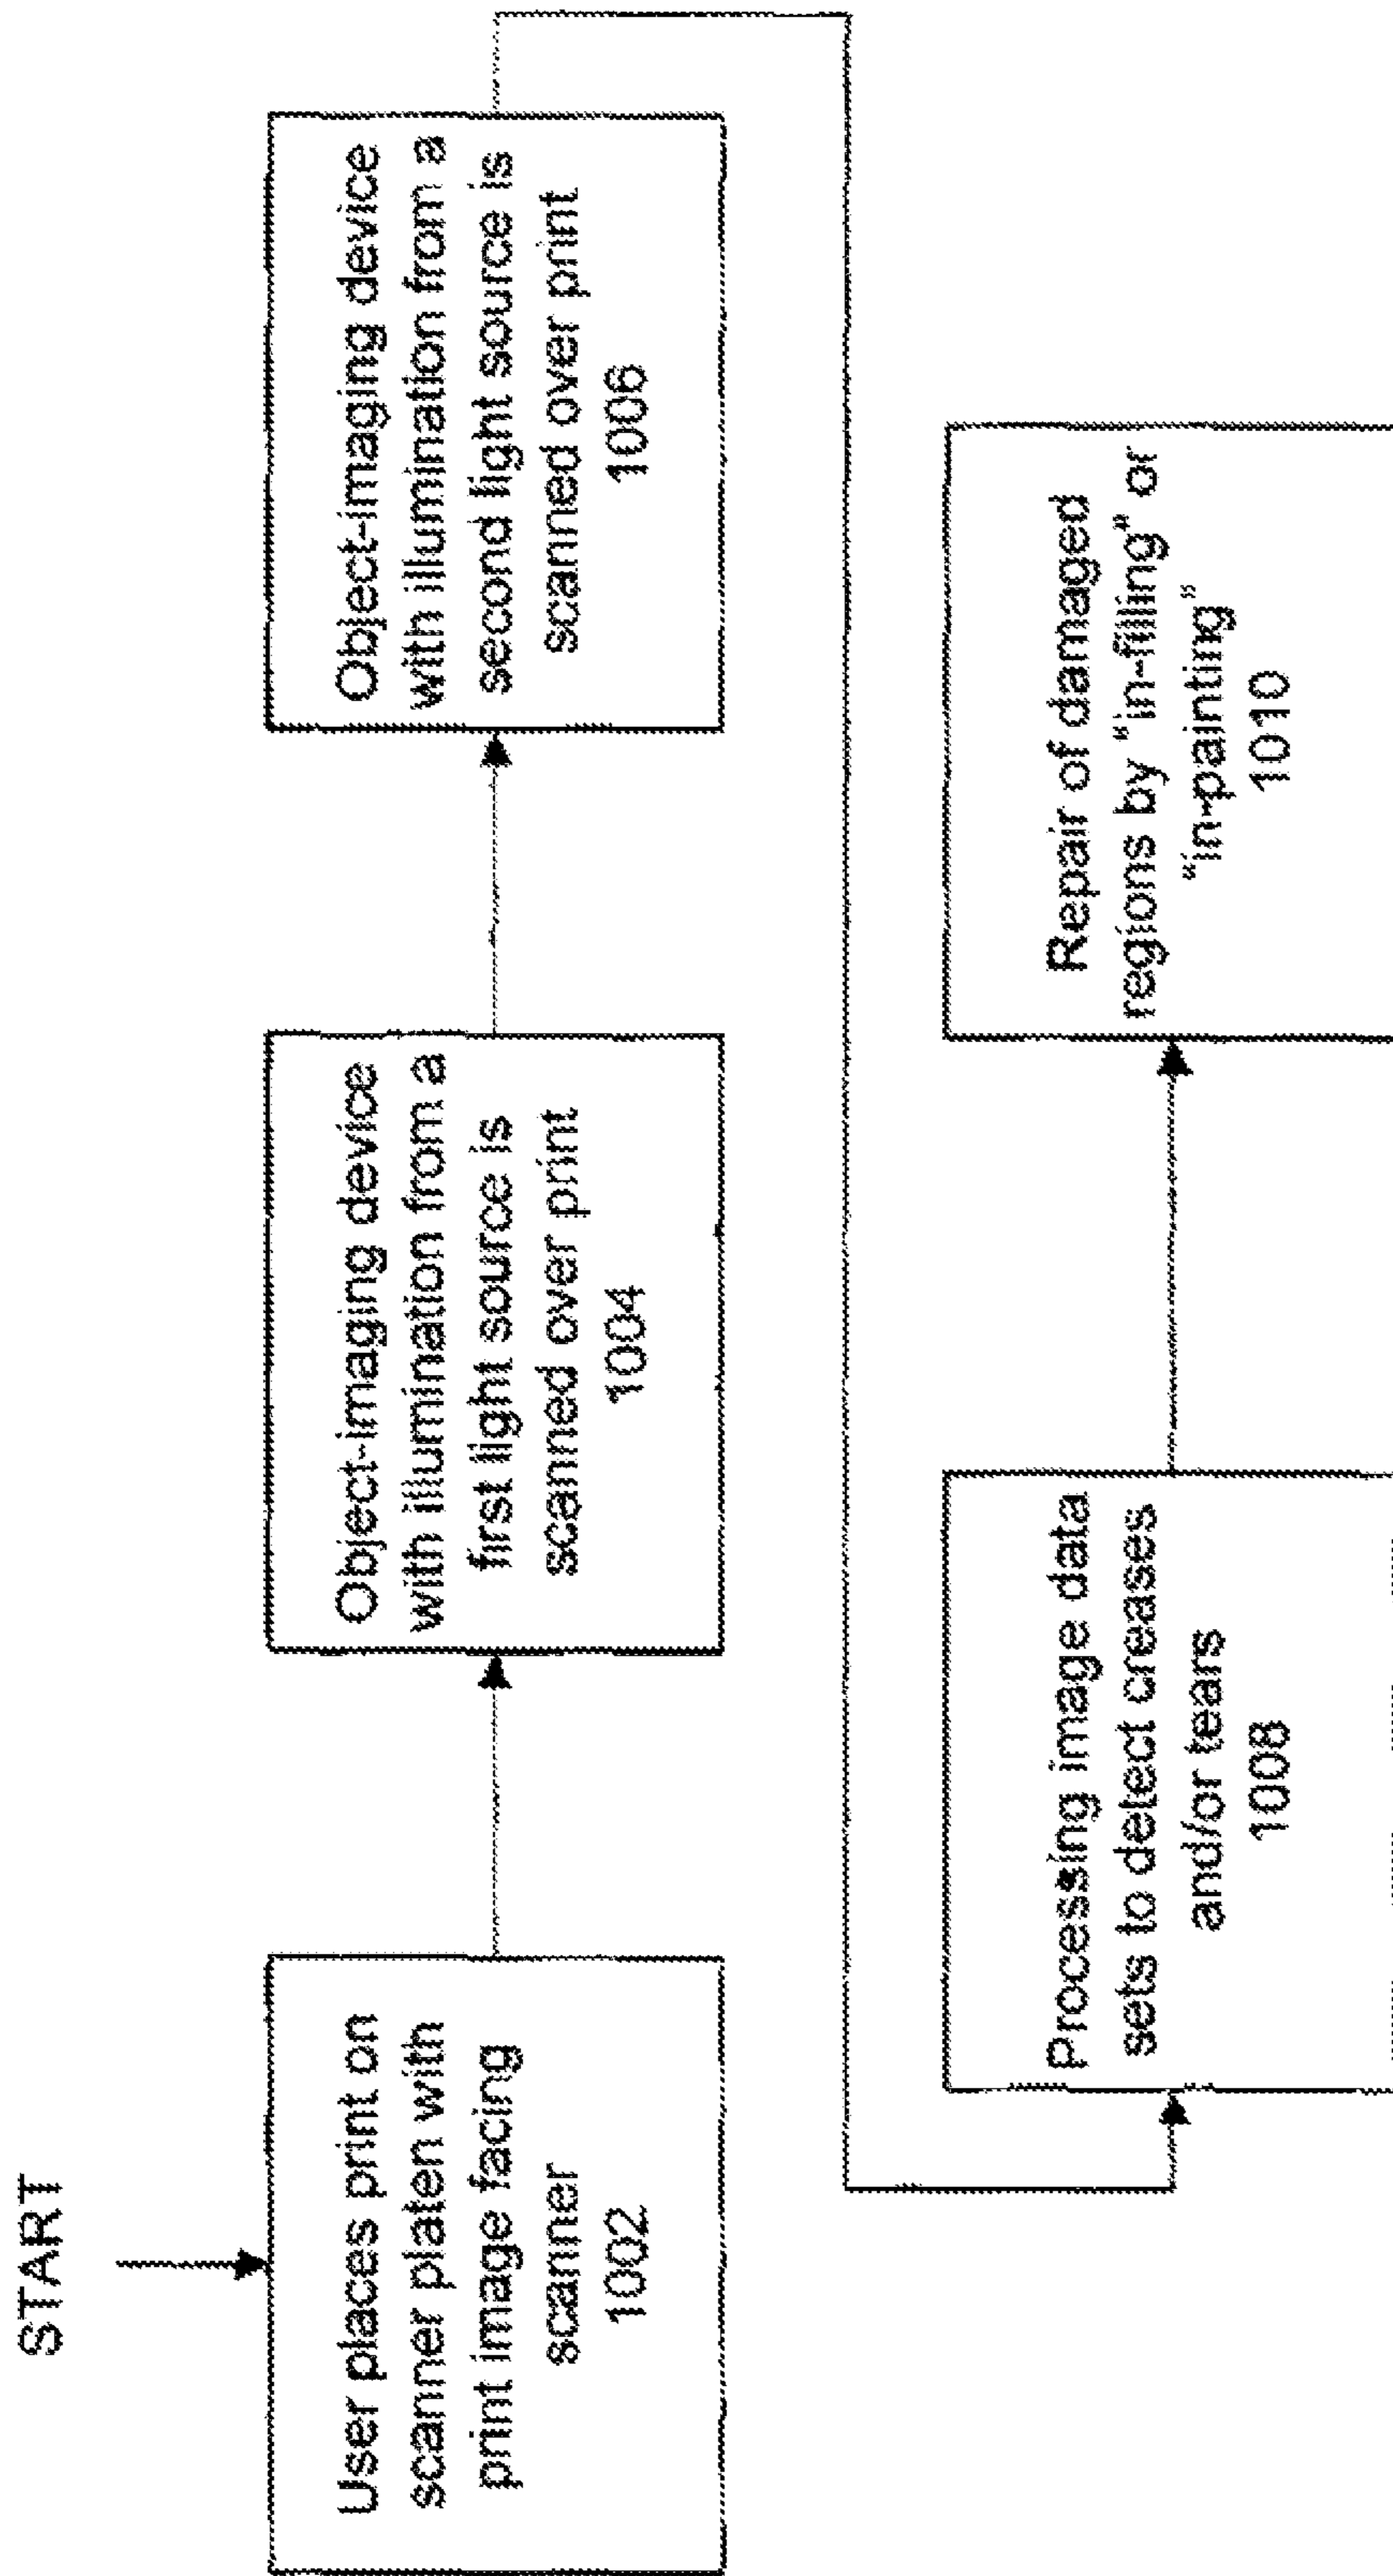 START
User places print on
scanner platen with
print image facing
scanner
1002
Object-imaging device
with illumination from a
first light source is
scanned over print
1004
Object-imaging device
with illumination from a
second light source is
scanned over print
1006
Processing image data
sets to detect creases
and/or tears
1008
Repair of damaged
regions by "in-filling" or
"in-painting"
1010